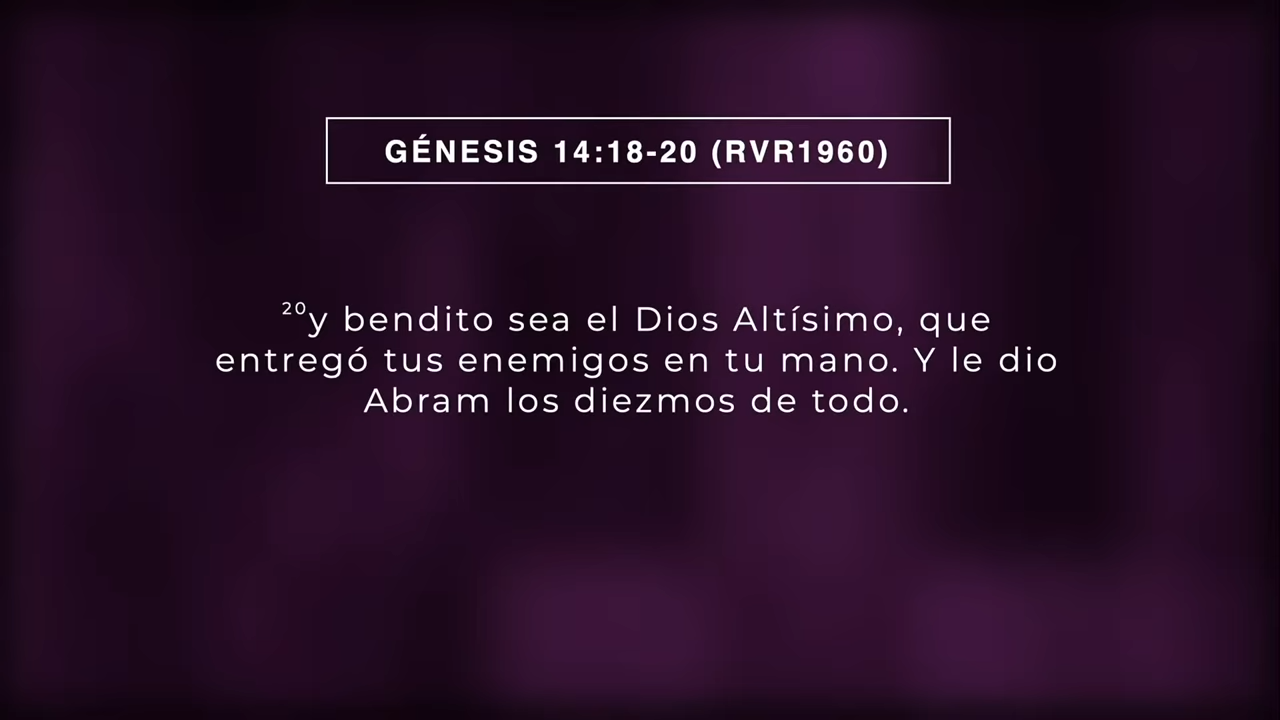 GÉNESIS 14:18-20 (RVR1960)
²⁰y bendito sea el Dios Altísimo, que
entregó tus enemigos en tu mano. Y le dio
Abram los diezmos de todo.